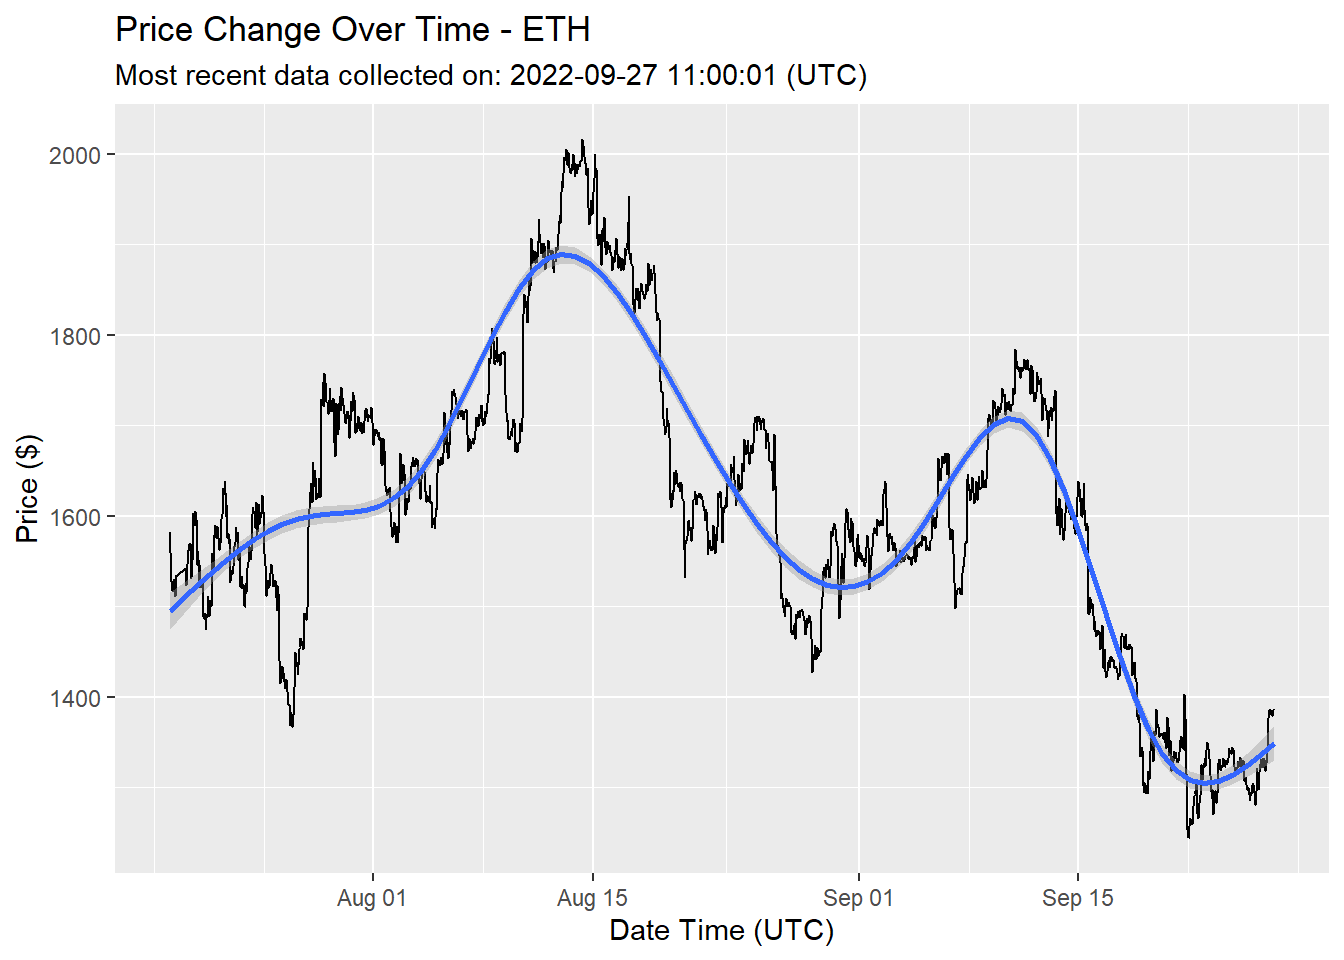 Price Change Over Time - ETH
Most recent data collected on: 2022-09-27 11:00:01 (UTC)
Price ($)
2000
1800
1600
1400
Aug 01
Aug 15
Sep 01
Sep 15
Date Time (UTC)